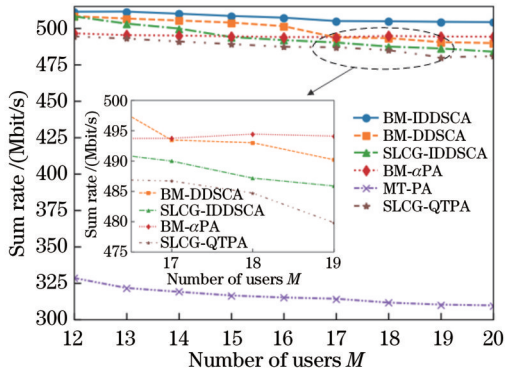 Sum rate /(Mbit/s)
500
475
450
425
400
375
350
325
300
12 13 14 15 16 17 18 19 20
Number of users M
BM-IDDSCA
BM-DDSCA
SLCG-IDDSCA
BM-αPA
MT-PA
SLCG-QTPA
Sum rate /(Mbit/s)
500
495
490
485
480
475
17 18 19
Number of users M
BM-DDSCA
SLCG-IDDSCA
BM-αPA
SLCG-QTPA